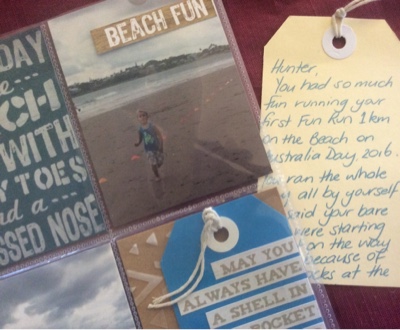 DAY
CH
WITH
Y TOES
nd a...
SSED NOSE
BEACH FUN
Hunter,
You had so much
fun running your
first Fun Run 1km
on the Beach on
ustralia Day 2016.
ran the whole
all by yourself
said your bare
were starting
on the way
because of
cks at the
MAY YOU
ALWAYS HAVE
A SHELL IN
POCKET